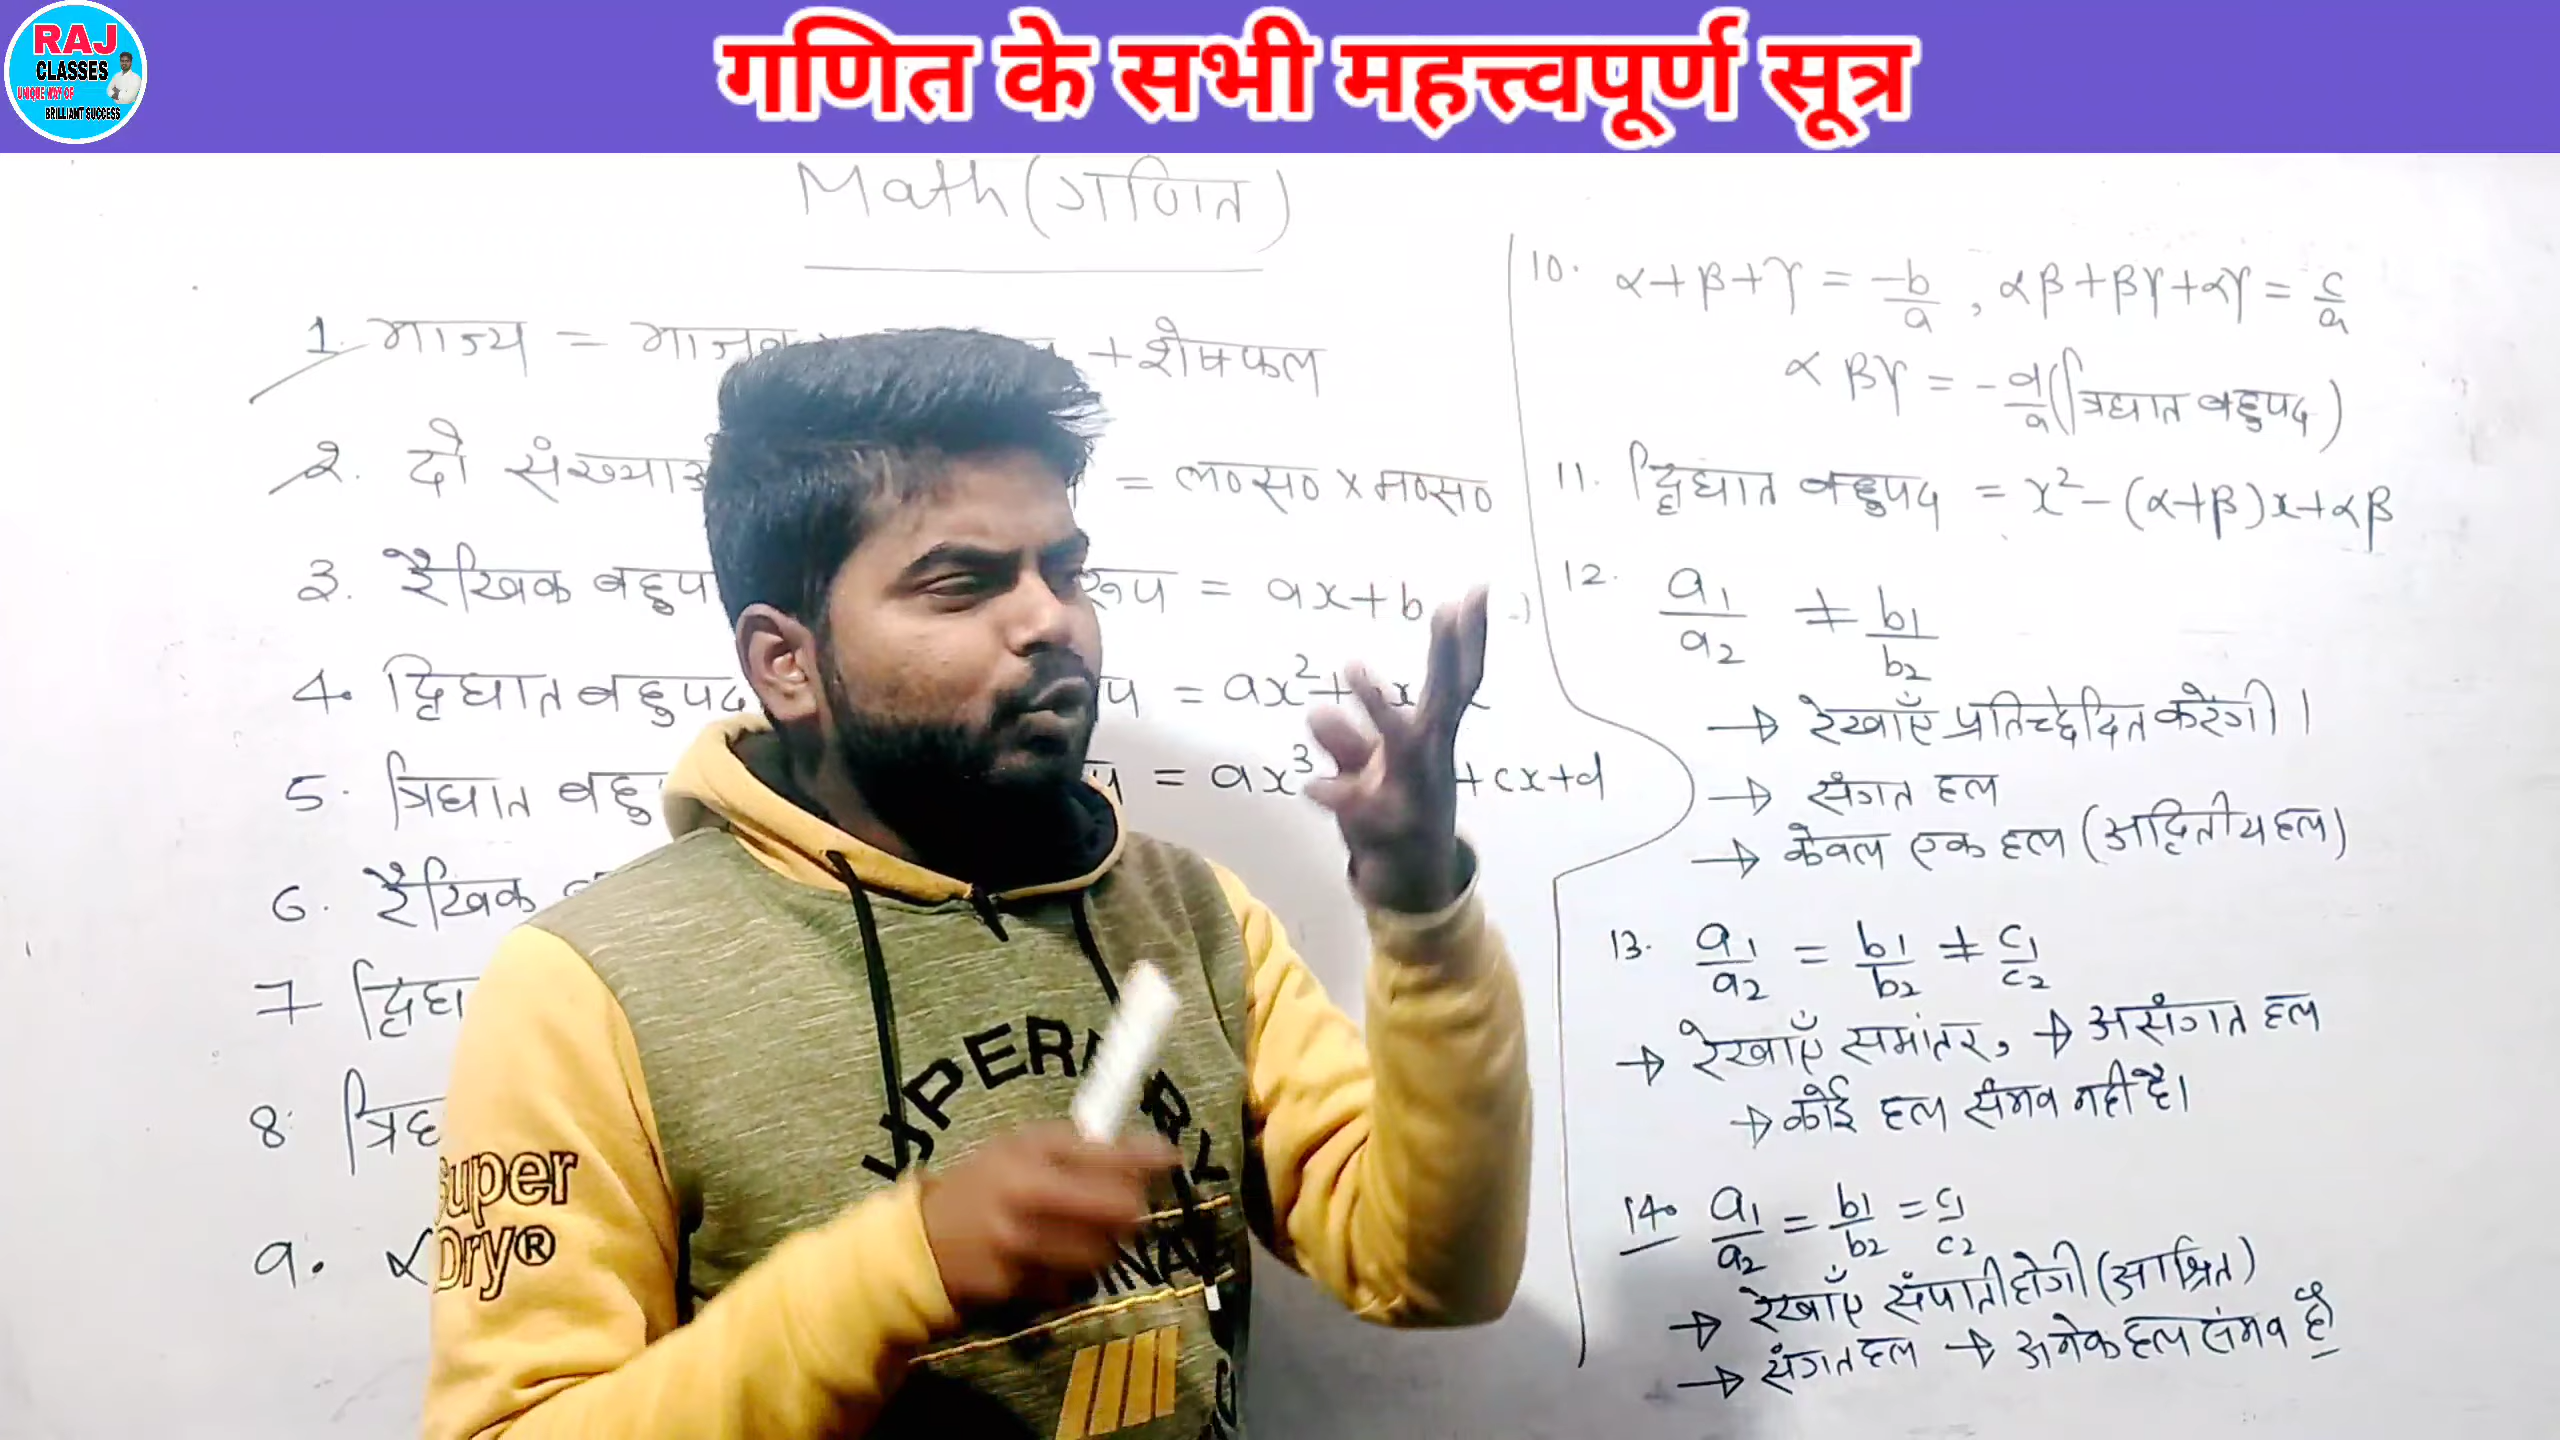 RAJ
CLASSES
UNIQUE WAY OF
BRILLIANT SUCCESS
गणित के सभी महत्त्वपूर्ण सूत्र
Math (गणित)
1. भाज्य = भाजक + शेषफल
2. दो संख्याओं = ल०स० × म०स०
3. रैखिक बहुप रूप = ax+b
4. द्विघात बहुपद प = ax²+bx
5. त्रिघात बहु प = ax³ +cx+d
6. रैखिक
7 द्विघा
8. त्रिघ
9. α
10. α+β+γ = -b/a , αβ+βγ+αγ = c/a
αβγ = -d/a (त्रिघात बहुपद)
11. द्विघात बहुपद = x²-(α+β)x+αβ
12. a₁/a₂ ≠ b₁/b₂
→ रेखाएँ प्रतिच्छेदित करेंगी।
→ संगत हल
→ केवल एक हल (अद्वितीय हल)
13. a₁/a₂ = b₁/b₂ ≠ c₁/c₂
→ रेखाएँ समांतर, → असंगत हल
→ कोई हल संभव नहीं है।
14. a₁/a₂ = b₁/b₂ = c₁/c₂
→ रेखाएँ संपाती होगी (आश्रित)
→ संगत हल → अनेक हल संभव है
Super
Dry®